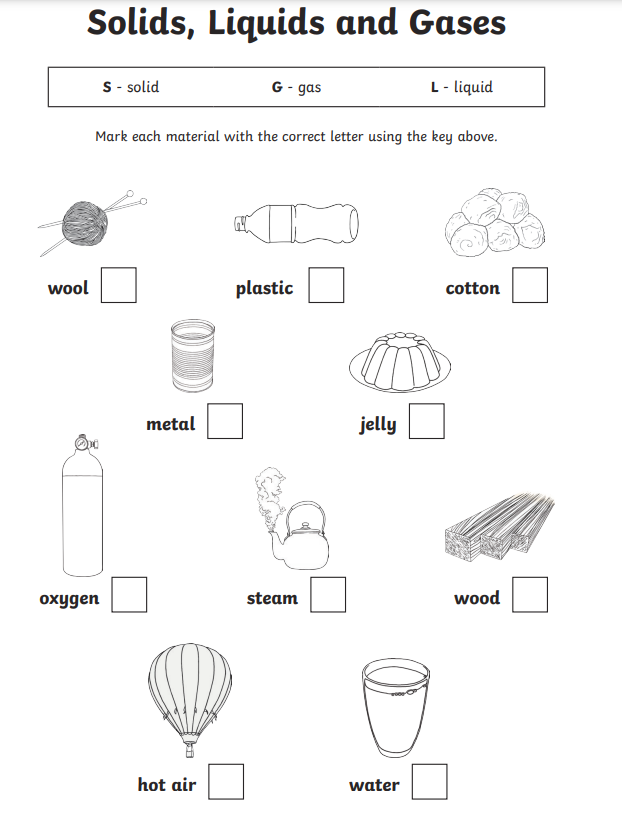 Solids, Liquids and Gases
S - solid G - gas L - liquid
Mark each material with the correct letter using the key above.
wool plastic cotton
metal jelly
oxygen steam wood
hot air water